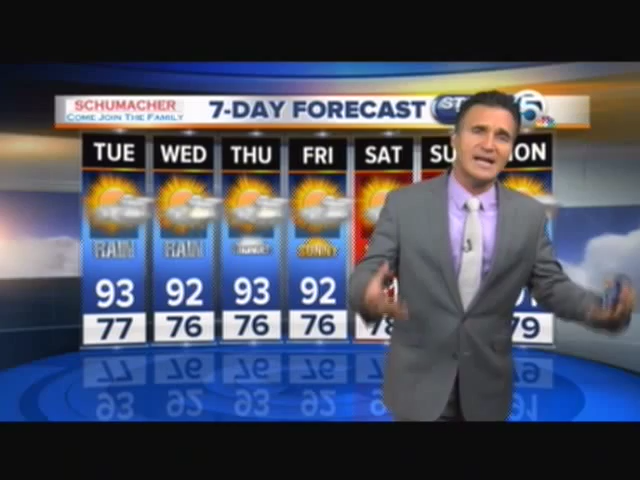 SCHUMACHER
COME JOIN THE FAMILY
7-DAY FORECAST
5
TUE WED THU FRI SAT
RAIN RAIN SUNNY
93 92 93 92
77 76 76 76 78 79